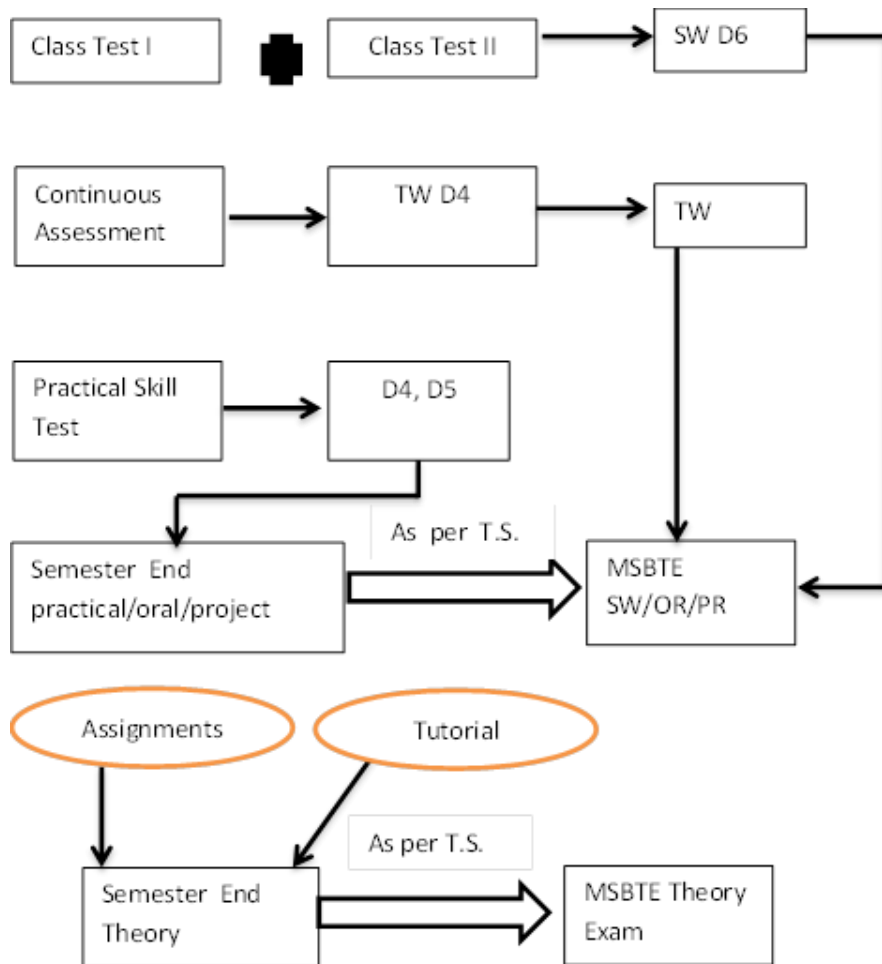 Class Test I
Class Test II
SW D6
Continuous
Assessment
TW D4
TW
Practical Skill
Test
D4, D5
As per T.S.
Semester End
practical/oral/project
MSBTE
SW/OR/PR
Assignments
Tutorial
As per T.S.
Semester End
Theory
MSBTE Theory
Exam